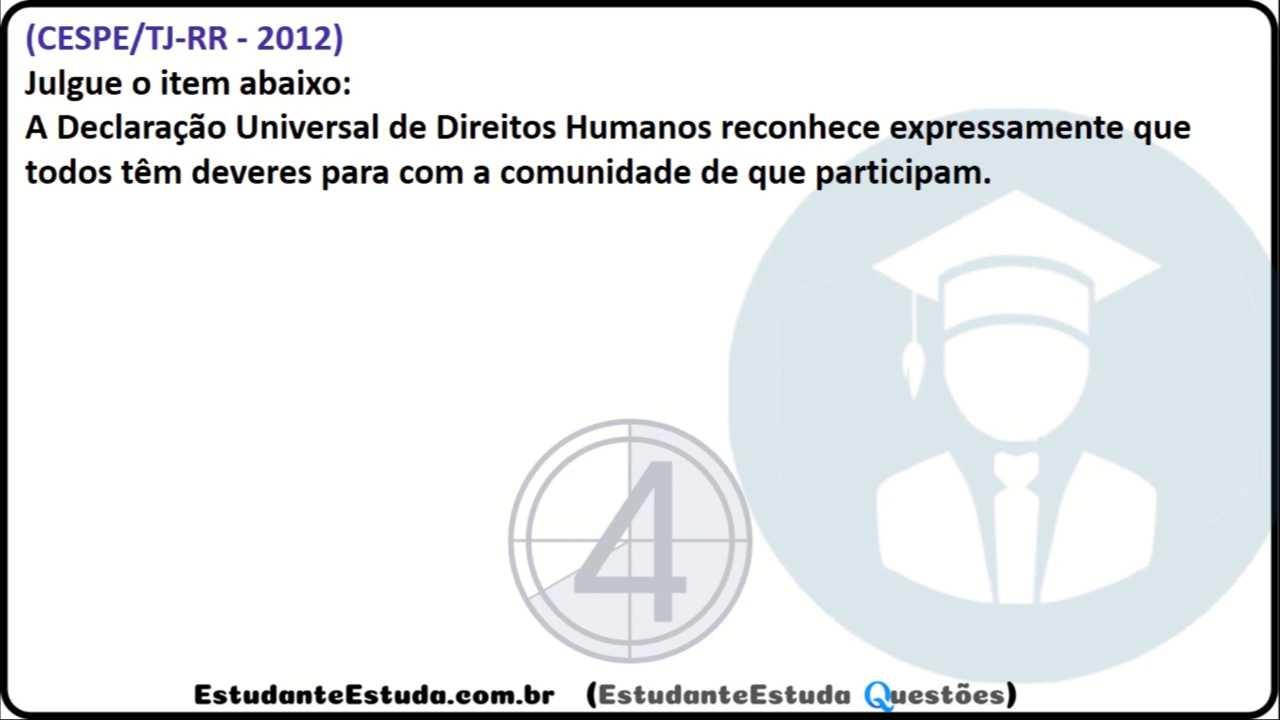 (CESPE/TJ-RR - 2012)
Julgue o item abaixo:
A Declaração Universal de Direitos Humanos reconhece expressamente que
todos têm deveres para com a comunidade de que participam.
4
EstudanteEstuda.com.br (EstudanteEstuda Questões)